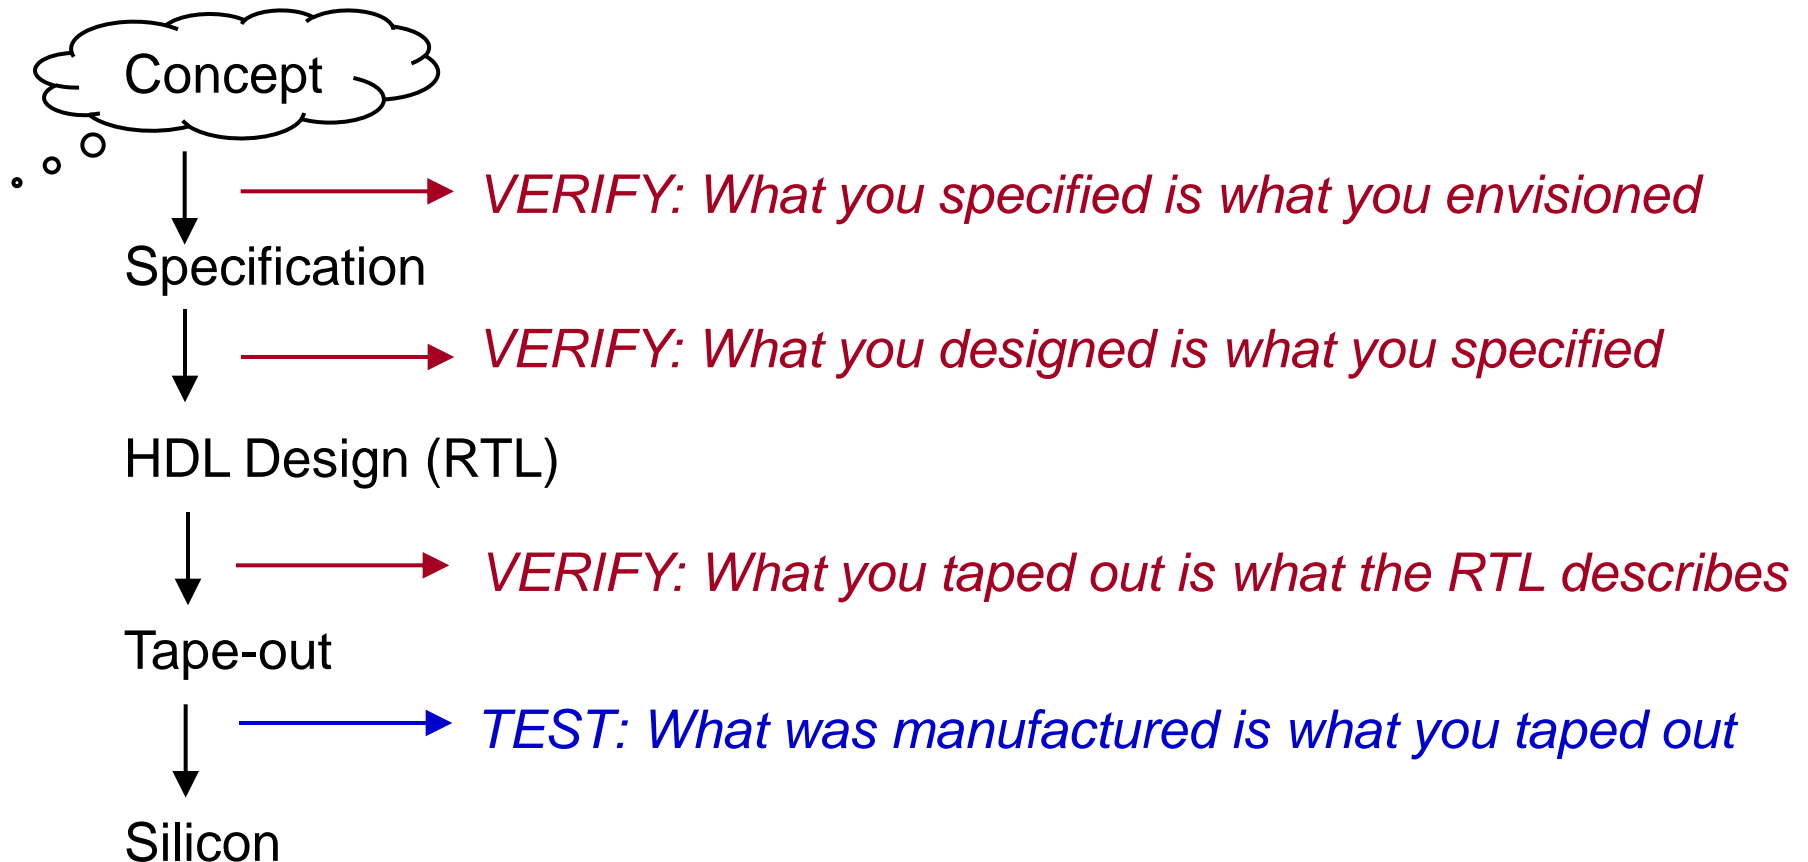 Concept
VERIFY: What you specified is what you envisioned
Specification
VERIFY: What you designed is what you specified
HDL Design (RTL)
VERIFY: What you taped out is what the RTL describes
Tape-out
TEST: What was manufactured is what you taped out
Silicon